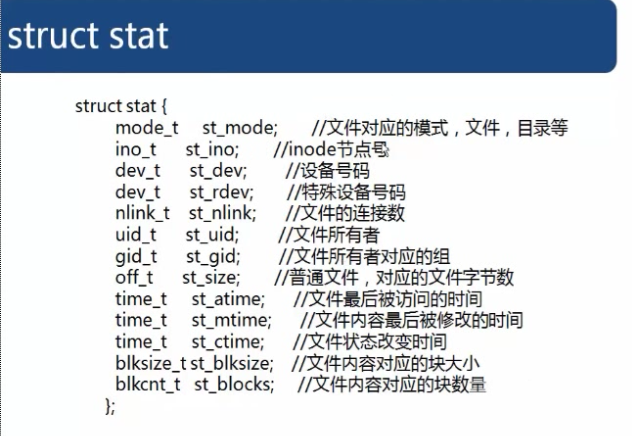 struct stat
struct stat {
mode_t st_mode; //文件对应的模式，文件，目录等
ino_t st_ino; //inode节点号
dev_t st_dev; //设备号码
dev_t st_rdev; //特殊设备号码
nlink_t st_nlink; //文件的连接数
uid_t st_uid; //文件所有者
gid_t st_gid; //文件所有者对应的组
off_t st_size; //普通文件，对应的文件字节数
time_t st_atime; //文件最后被访问的时间
time_t st_mtime; //文件内容最后被修改的时间
time_t st_ctime; //文件状态改变时间
blksize_t st_blksize; //文件内容对应的块大小
blkcnt_t st_blocks; //文件内容对应的块数量
};